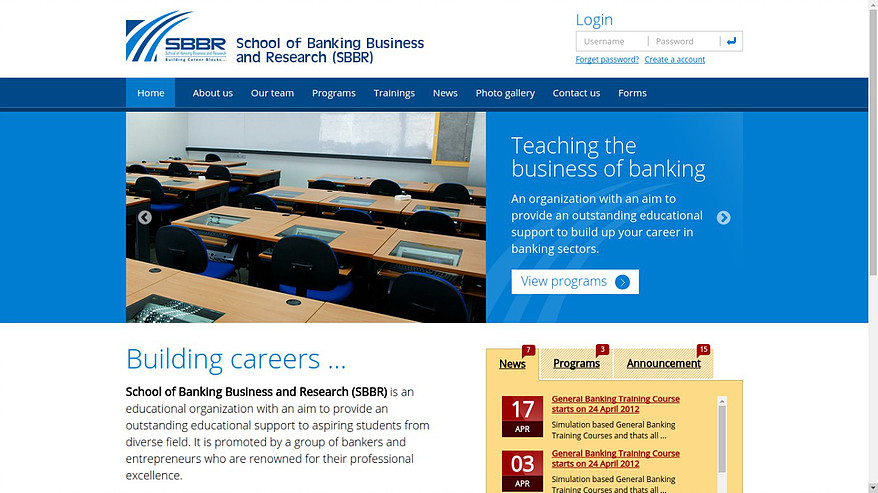 SBBR
School of Banking Business and Research
Building Career Blocks...
School of Banking Business
and Research (SBBR)
Login
Username
Password
Forget password?
Create a account
Home
About us
Our team
Programs
Trainings
News
Photo gallery
Contact us
Forms
Teaching the
business of banking
An organization with an aim to
provide an outstanding educational
support to build up your career in
banking sectors.
View programs
Building careers ...
School of Banking Business and Research (SBBR) is an
educational organization with an aim to provide an
outstanding educational support to aspiring students from
diverse field. It is promoted by a group of bankers and
entrepreneurs who are renowned for their professional
excellence.
7
3
15
News
Programs
Announcement
17
APR
General Banking Training Course
starts on 24 April 2012
Simulation based General Banking
Training Courses and thats all ...
03
APR
General Banking Training Course
starts on 24 April 2012
Simulation based General Banking
Training Courses and thats all ...